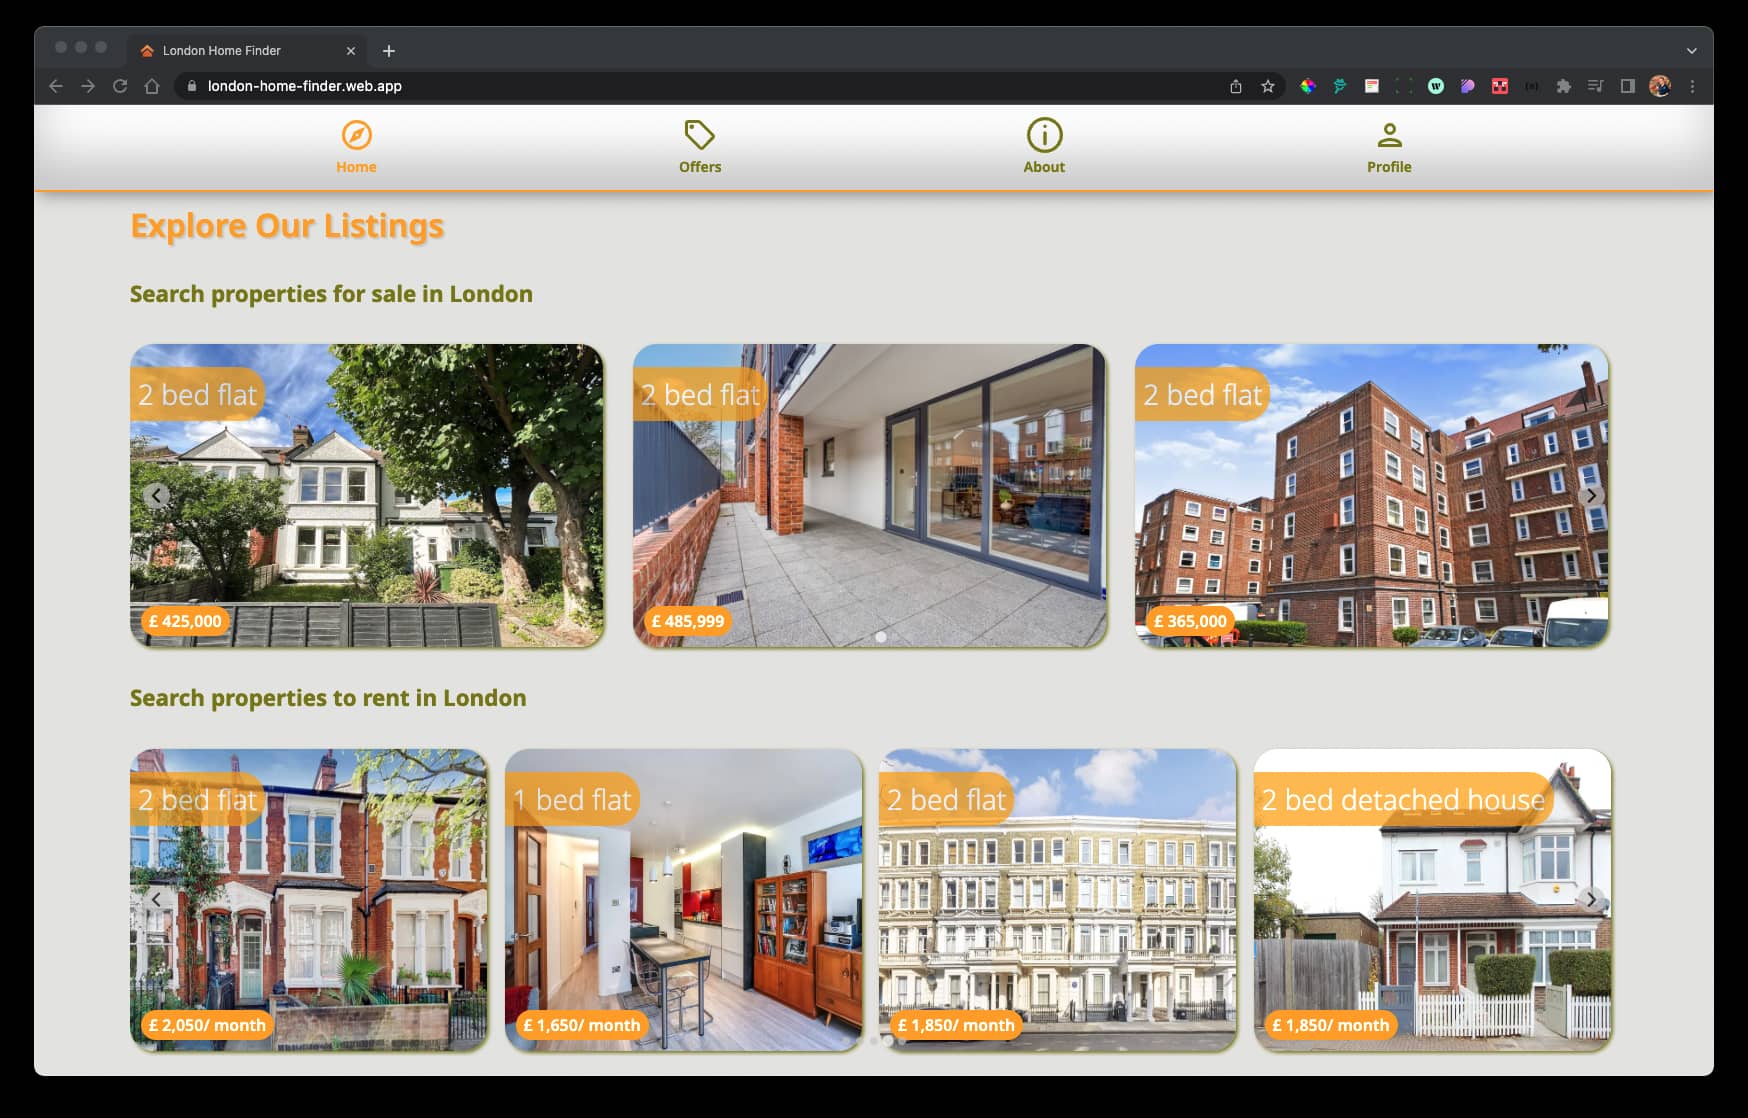 London Home Finder
london-home-finder.web.app
Home
Offers
About
Profile
Explore Our Listings
Search properties for sale in London
2 bed flat
2 bed flat
2 bed flat
£ 425,000
£ 485,999
£ 365,000
Search properties to rent in London
2 bed flat
1 bed flat
2 bed flat
2 bed detached house
£ 2,050/ month
£ 1,650/ month
£ 1,850/ month
£ 1,850/ month